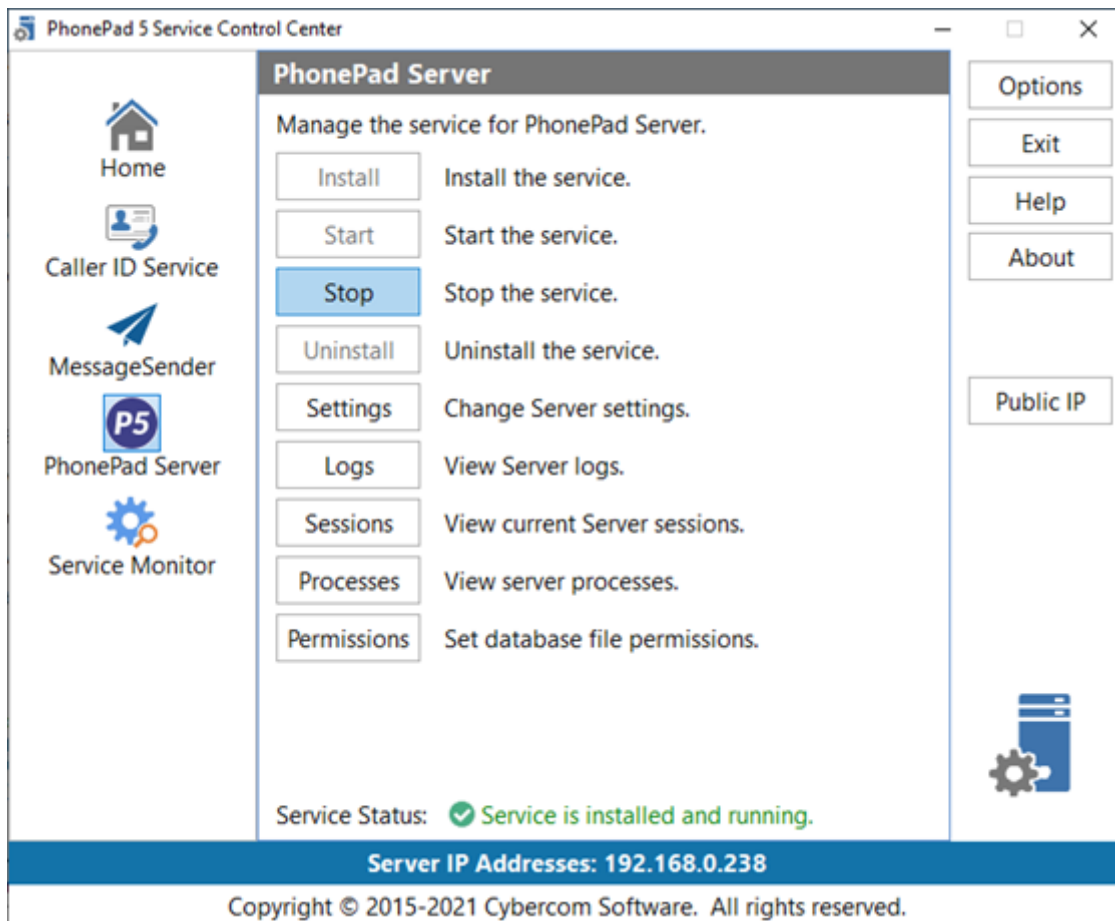 PhonePad 5 Service Control Center
Home
Caller ID Service
MessageSender
P5
PhonePad Server
Service Monitor
PhonePad Server
Manage the service for PhonePad Server.
Install Install the service.
Start Start the service.
Stop Stop the service.
Uninstall Uninstall the service.
Settings Change Server settings.
Logs View Server logs.
Sessions View current Server sessions.
Processes View server processes.
Permissions Set database file permissions.
Service Status: Service is installed and running.
Options
Exit
Help
About
Public IP
Server IP Addresses: 192.168.0.238
Copyright © 2015-2021 Cybercom Software. All rights reserved.